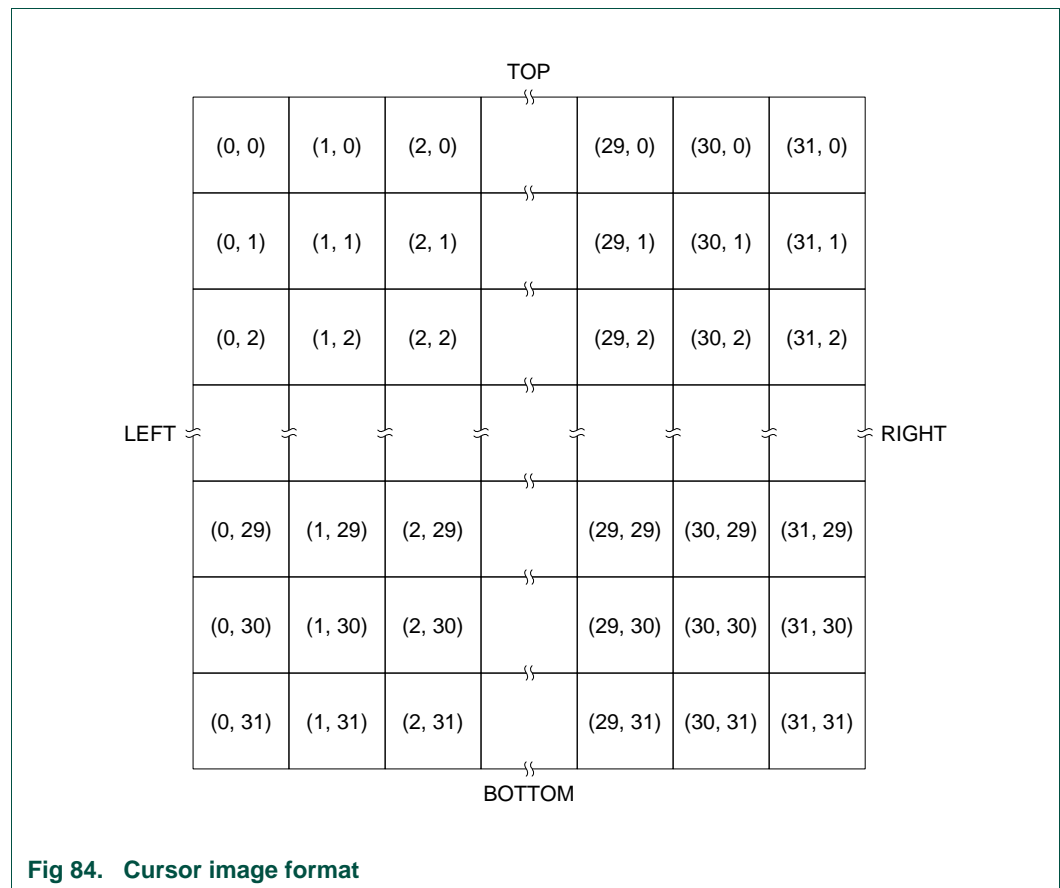 TOP
(0, 0) (1, 0) (2, 0) (29, 0) (30, 0) (31, 0)
(0, 1) (1, 1) (2, 1) (29, 1) (30, 1) (31, 1)
(0, 2) (1, 2) (2, 2) (29, 2) (30, 2) (31, 2)
LEFT RIGHT
(0, 29) (1, 29) (2, 29) (29, 29) (30, 29) (31, 29)
(0, 30) (1, 30) (2, 30) (29, 30) (30, 30) (31, 30)
(0, 31) (1, 31) (2, 31) (29, 31) (30, 31) (31, 31)
BOTTOM
Fig 84. Cursor image format